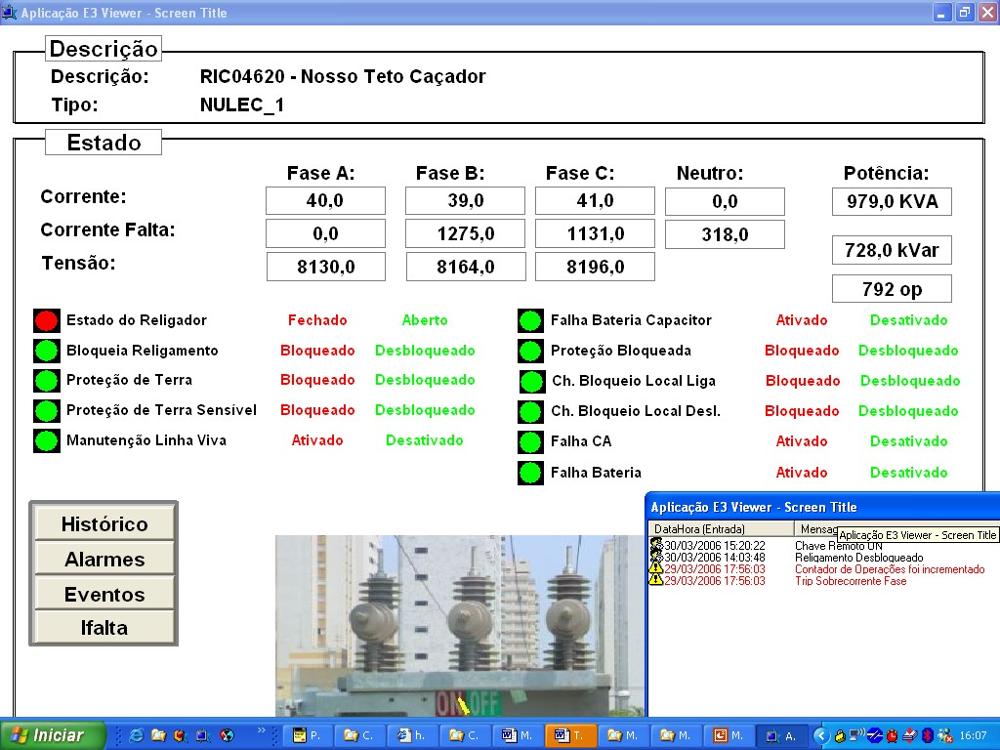 Aplicação E3 Viewer - Screen Title
Descrição
Descrição: RIC04620 - Nosso Teto Caçador
Tipo: NULEC_1
Estado
Fase A: Fase B: Fase C: Neutro: Potência:
Corrente: 40,0 39,0 41,0 0,0 979,0 KVA
Corrente Falta: 0,0 1275,0 1131,0 318,0 728,0 kVar
Tensão: 8130,0 8164,0 8196,0 792 op
Estado do Religador Fechado Aberto
Bloqueia Religamento Bloqueado Desbloqueado
Proteção de Terra Bloqueado Desbloqueado
Proteção de Terra Sensível Bloqueado Desbloqueado
Manutenção Linha Viva Ativado Desativado
Falha Bateria Capacitor Ativado Desativado
Proteção Bloqueada Bloqueado Desbloqueado
Ch. Bloqueio Local Liga Bloqueado Desbloqueado
Ch. Bloqueio Local Desl. Bloqueado Desbloqueado
Falha CA Ativado Desativado
Falha Bateria Ativado Desativado
Histórico
Alarmes
Eventos
Ifalta
ON OFF
Aplicação E3 Viewer - Screen Title
DataHora (Entrada)
Aplicação E3 Viewer - Screen Title
30/03/2006 15:20:22 Chave Remoto ON
30/03/2006 14:03:48 Religamento Desbloqueado
29/03/2006 17:56:03 Contador de Operações foi incrementado
29/03/2006 17:56:03 Trip Sobrecorrente Fase
Iniciar P. C. h. C. M. T. M. M. M. A. 16:07